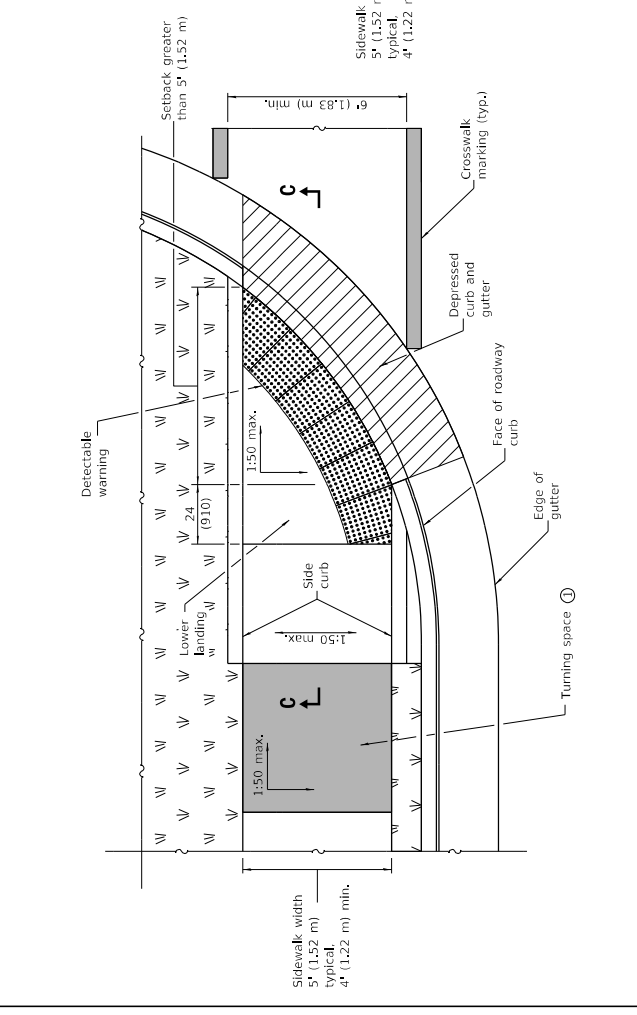 Sidewalk
5' (1.52 m)
typical,
4' (1.22 m
Setback greater
than 5' (1.52 m)
6' (1.83 m) min.
Crosswalk
marking (typ.)
C
Depressed
curb and
gutter
Detectable
warning
1:50 max.
Face of roadway
curb
24
(910)
Edge of
gutter
Lower
landing
Side
curb
1:50 max.
C
Turning space 1
1:50 max.
Sidewalk width
5' (1.52 m)
typical,
4' (1.22 m) min.